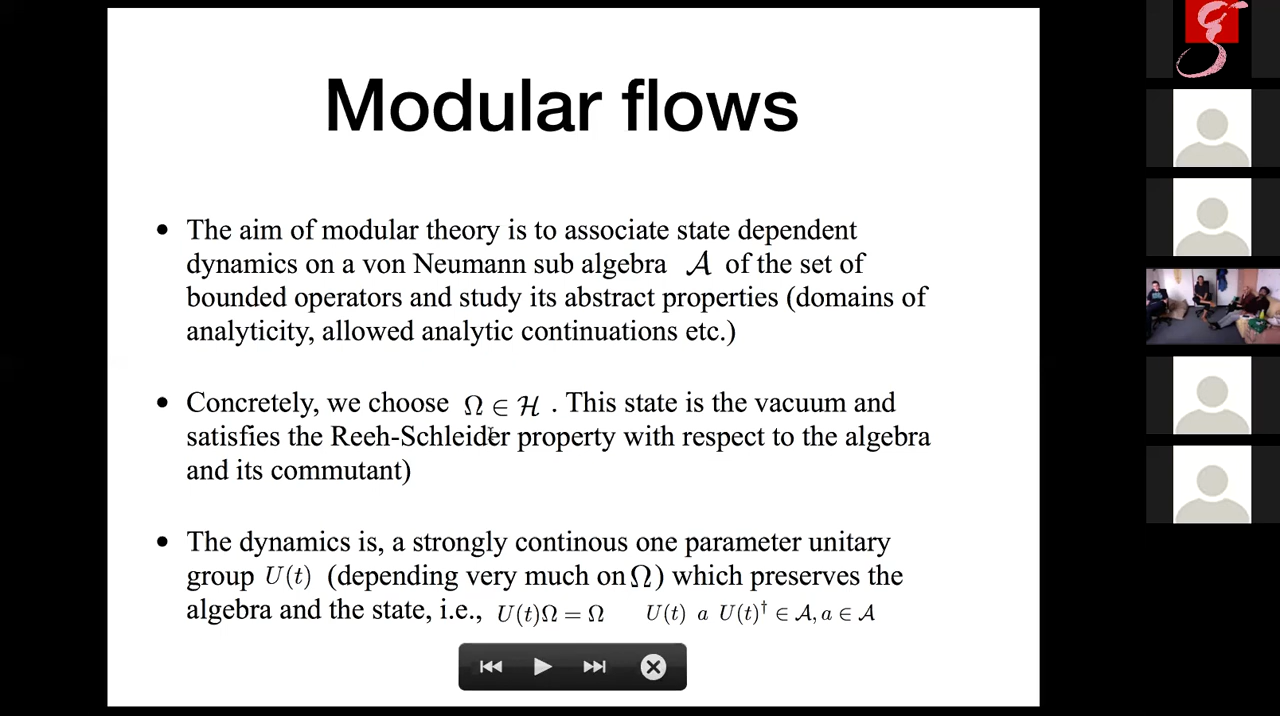 Modular flows
• The aim of modular theory is to associate state dependent
dynamics on a von Neumann sub algebra 𝒜 of the set of
bounded operators and study its abstract properties (domains of
analyticity, allowed analytic continuations etc.)
• Concretely, we choose Ω ∈ ℋ . This state is the vacuum and
satisfies the Reeh-Schleider property with respect to the algebra
and its commutant)
• The dynamics is, a strongly continous one parameter unitary
group U(t) (depending very much on Ω) which preserves the
algebra and the state, i.e., U(t)Ω = Ω U(t) a U(t)† ∈ 𝒜, a ∈ 𝒜